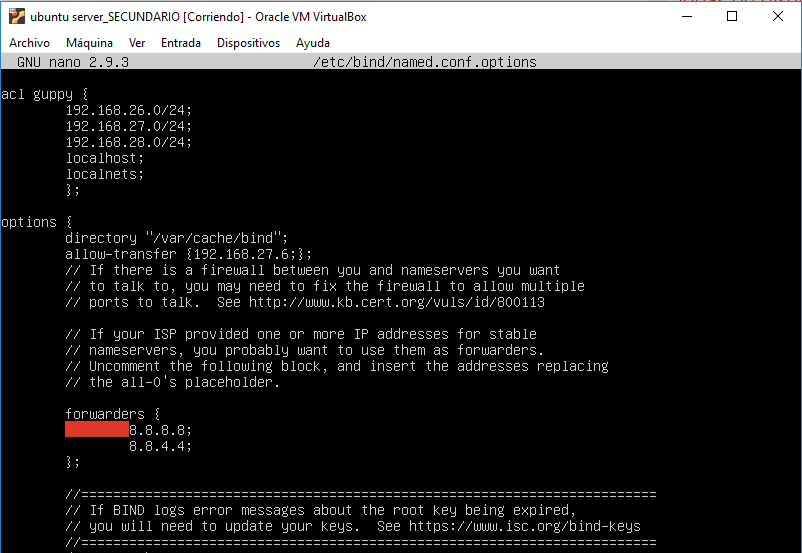 ubuntu server_SECUNDARIO [Corriendo] - Oracle VM VirtualBox
Archivo Máquina Ver Entrada Dispositivos Ayuda
GNU nano 2.9.3 /etc/bind/named.conf.options
acl guppy {
192.168.26.0/24;
192.168.27.0/24;
192.168.28.0/24;
localhost;
localnets;
};
options {
directory "/var/cache/bind";
allow-transfer {192.168.27.6;};
// If there is a firewall between you and nameservers you want
// to talk to, you may need to fix the firewall to allow multiple
// ports to talk.  See http://www.kb.cert.org/vuls/id/800113
// If your ISP provided one or more IP addresses for stable
// nameservers, you probably want to use them as forwarders.
// Uncomment the following block, and insert the addresses replacing
// the all-0's placeholder.
forwarders {
8.8.8.8;
8.8.4.4;
};
//========================================================================
// If BIND logs error messages about the root key being expired,
// you will need to update your keys.  See https://www.isc.org/bind-keys
//========================================================================